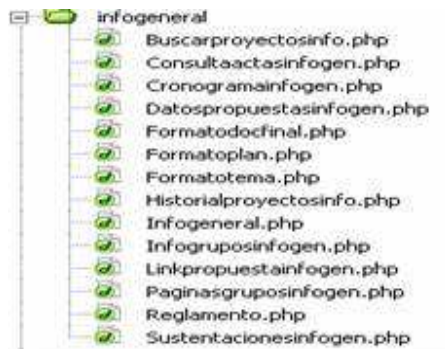 infogeneral
Buscarproyectosinfo.php
Consultaactasinfogen.php
Cronogramainfogen.php
Datospropuestasinfogen.php
Formatodocfinal.php
Formatoplan.php
Formatotema.php
Historialproyectosinfo.php
Infogeneral.php
Infogruposinfogen.php
Linkpropuestainfogen.php
Paginasgruposinfogen.php
Reglamento.php
Sustentacionesinfogen.php